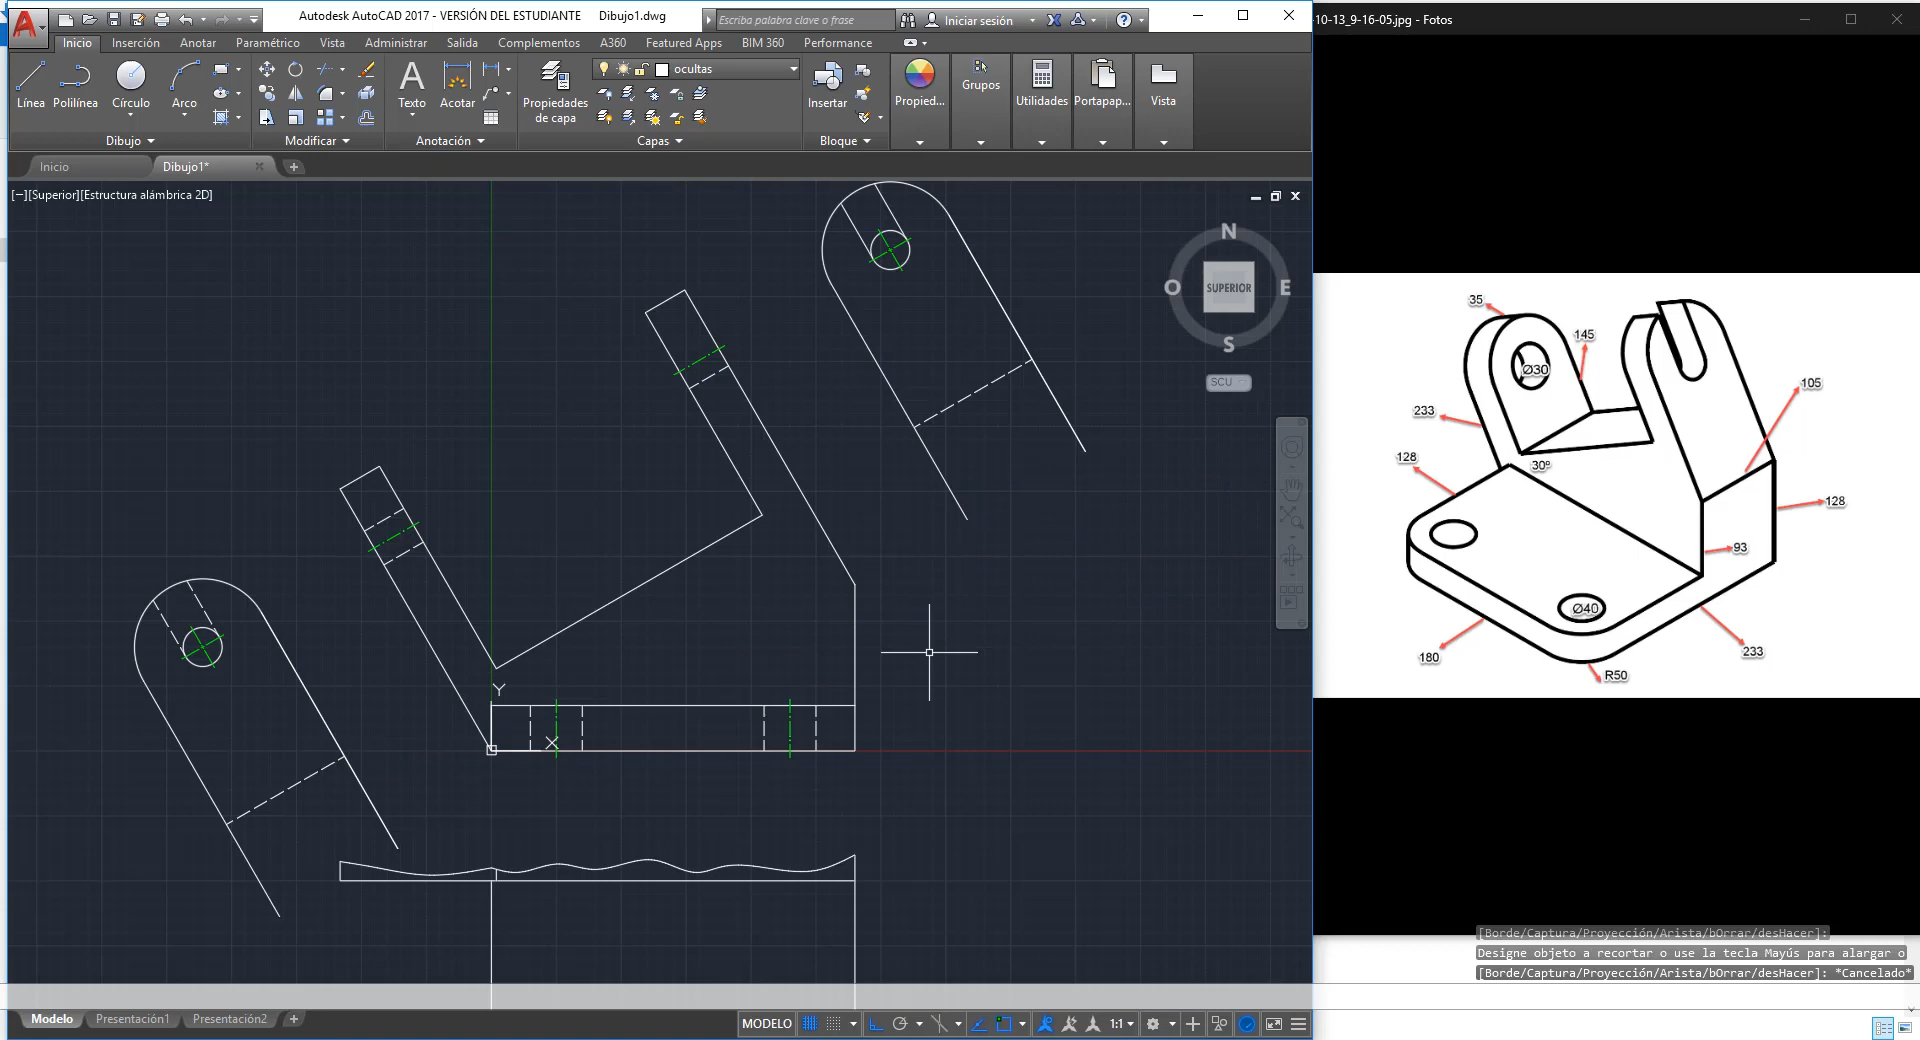 Autodesk AutoCAD 2017 - VERSIÓN DEL ESTUDIANTE Dibujo1.dwg
Escriba palabra clave o frase
Iniciar sesión
10-13_9-16-05.jpg - Fotos
Inicio Inserción Anotar Paramétrico Vista Administrar Salida Complementos A360 Featured Apps BIM 360 Performance
ocultas
Línea Polilínea Círculo Arco
Texto Acotar
Propiedades de capa
Insertar
Propied... Grupos Utilidades Portapap... Vista
Dibujo Modificar Anotación Capas Bloque
Inicio Dibujo1*
[−][Superior][Estructura alámbrica 2D]
N
O SUPERIOR E
S
SCU
Y
X
35
145
Ø30
105
233
128
30º
128
93
Ø40
180
233
R50
[Borde/Captura/Proyección/Arista/bOrrar/desHacer]:
Designe objeto a recortar o use la tecla Mayús para alargar o
[Borde/Captura/Proyección/Arista/bOrrar/desHacer]: *Cancelado*
Modelo Presentación1 Presentación2
MODELO 1:1